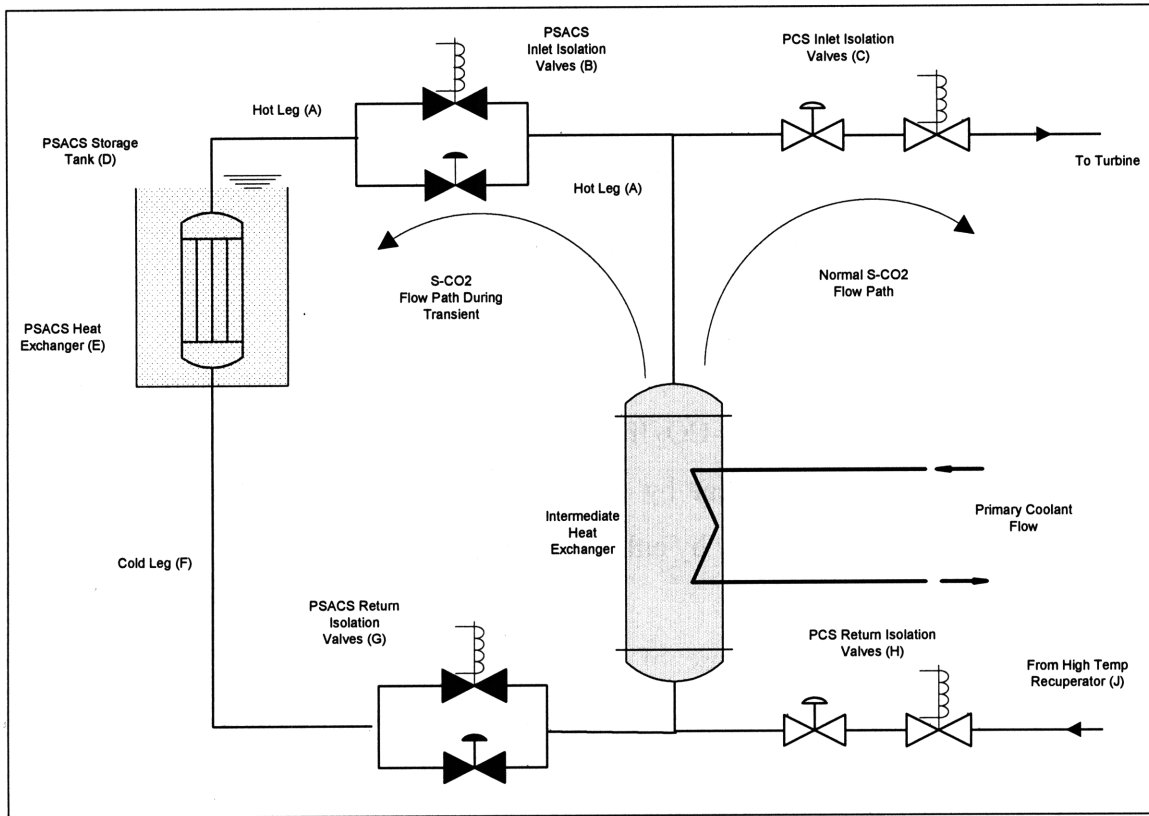 PSACS
Inlet Isolation
Valves (B)
PCS Inlet Isolation
Valves (C)
Hot Leg (A)
PSACS Storage
Tank (D)
To Turbine
Hot Leg (A)
S-CO2
Flow Path During
Transient
Normal S-CO2
Flow Path
PSACS Heat
Exchanger (E)
Intermediate
Heat
Exchanger
Primary Coolant
Flow
Cold Leg (F)
PSACS Return
Isolation
Valves (G)
PCS Return Isolation
Valves (H)
From High Temp
Recuperator (J)